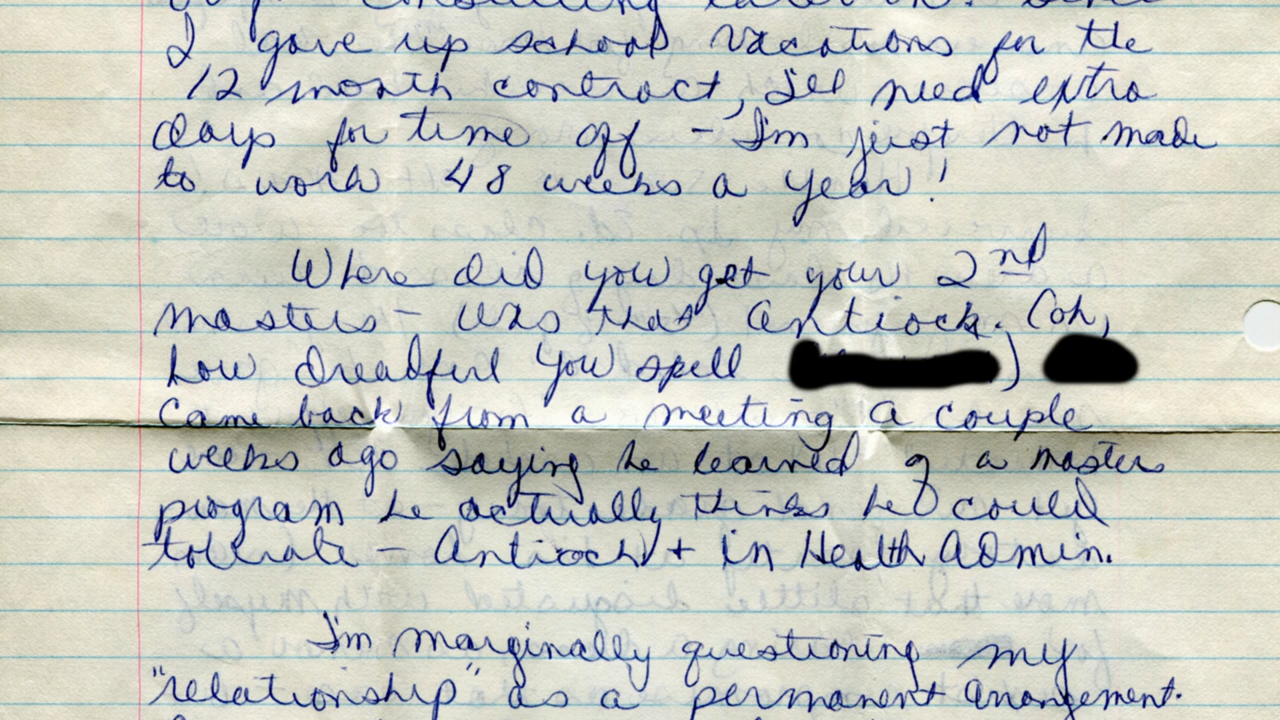 I gave up school vacations for the
12 month contract, I'll need extra
days for time off - I'm just not made
to work 48 weeks a year!
Where did you get your 2nd
masters - was that Antiock. (oh,
how dreadful you spell )
Came back from a meeting a couple
weeks ago saying he learned of a masters
program he actually thinks he could
tolerate - Antioch + in Health Admin.
I'm marginally questioning my
"relationship" as a permanent arrangement.